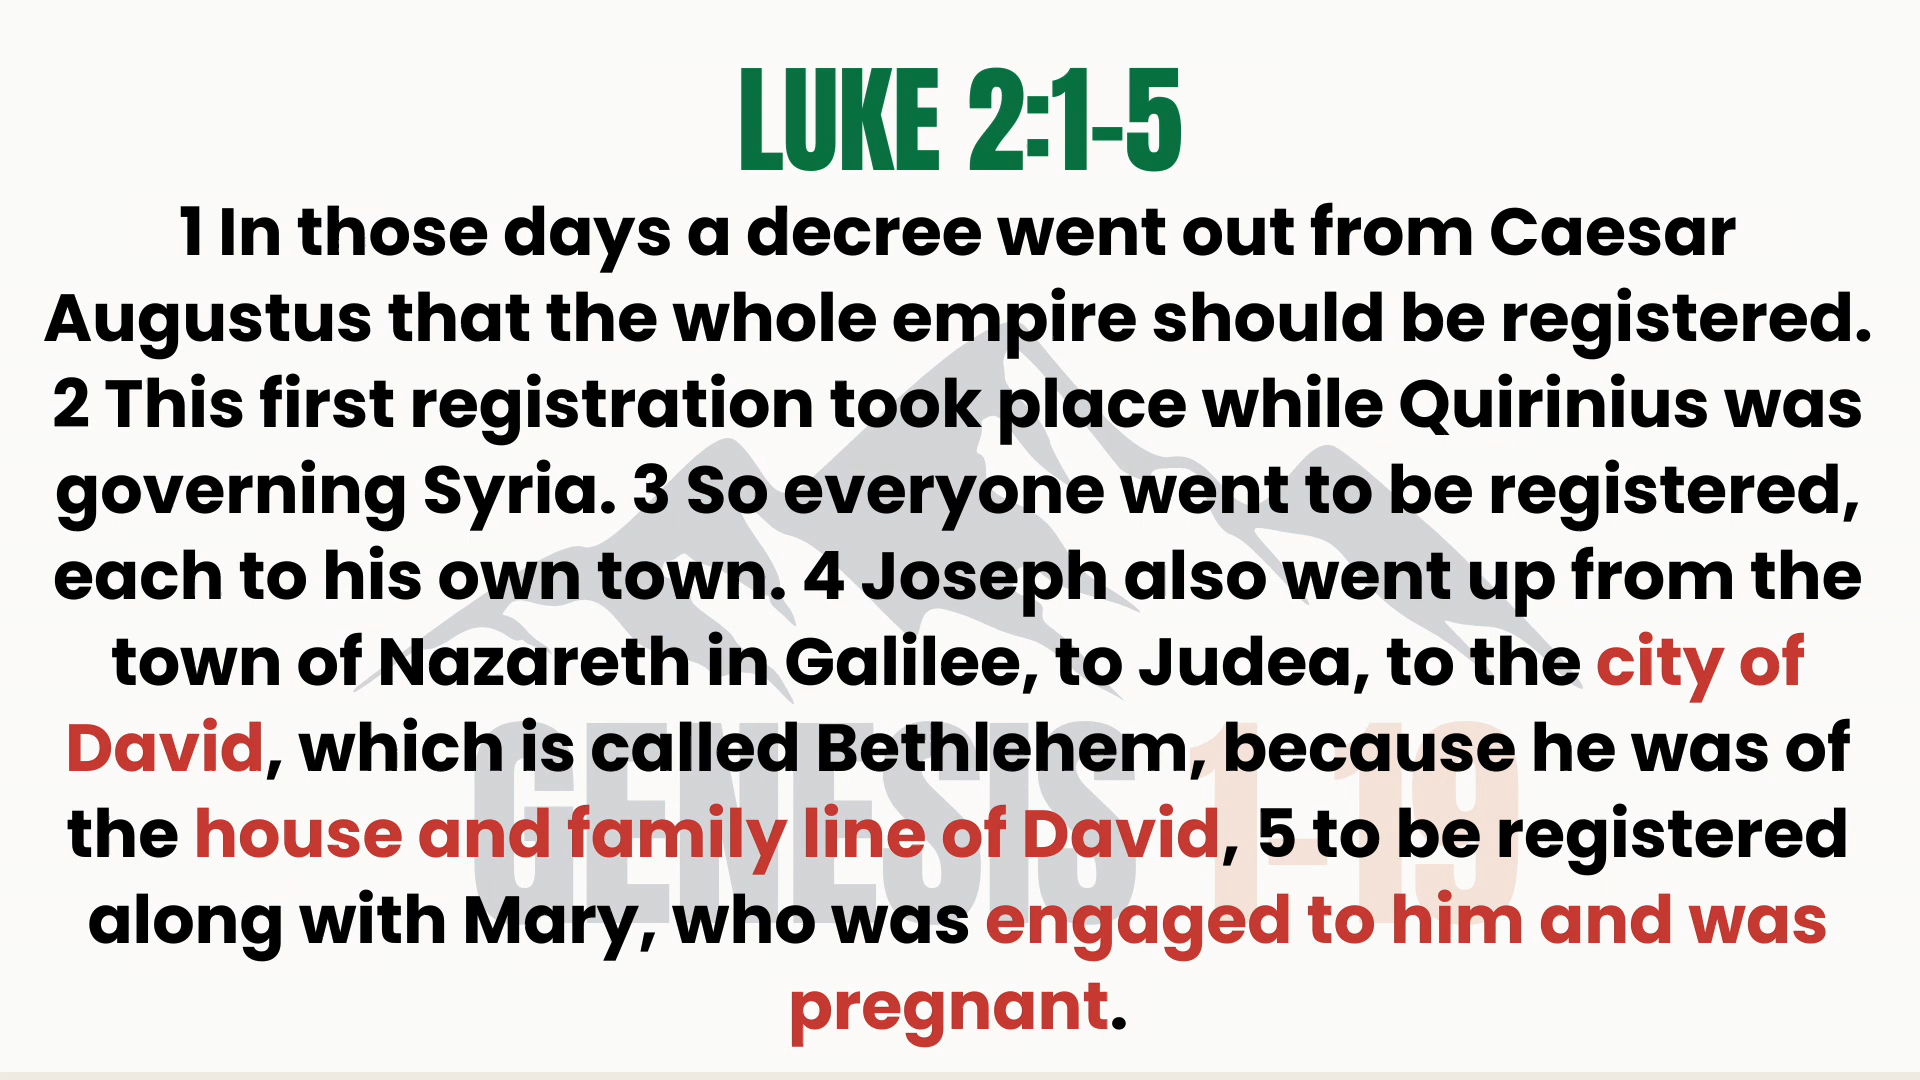 LUKE 2:1-5
1 In those days a decree went out from Caesar
Augustus that the whole empire should be registered.
2 This first registration took place while Quirinius was
governing Syria. 3 So everyone went to be registered,
each to his own town. 4 Joseph also went up from the
town of Nazareth in Galilee, to Judea, to the city of
David, which is called Bethlehem, because he was of
the house and family line of David, 5 to be registered
along with Mary, who was engaged to him and was
pregnant.
GENESIS 1-19